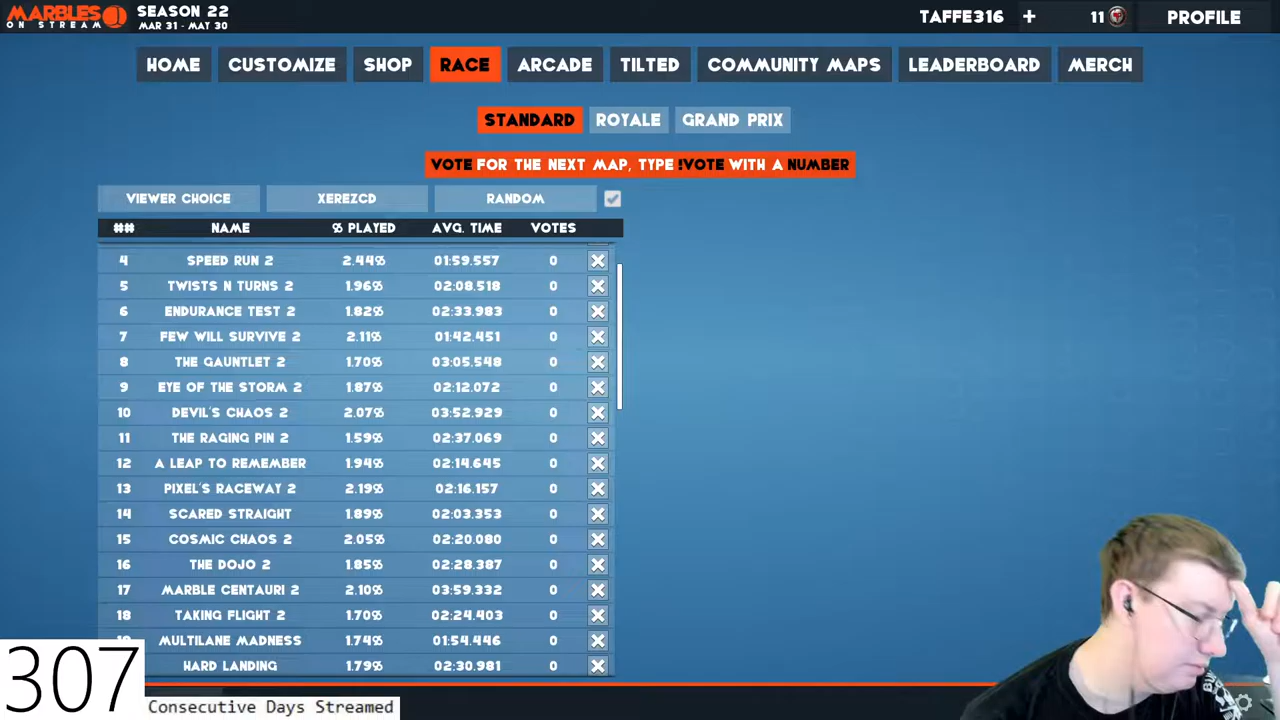 MARBLES
ON STREAM
SEASON 22
MAR 31 - MAY 30
TAFFE316 +
11
PROFILE
HOME
CUSTOMIZE
SHOP
RACE
ARCADE
TILTED
COMMUNITY MAPS
LEADERBOARD
MERCH
STANDARD
ROYALE
GRAND PRIX
VOTE FOR THE NEXT MAP, TYPE !VOTE WITH A NUMBER
VIEWER CHOICE
XEREZCD
RANDOM
## NAME % PLAYED AVG. TIME VOTES
4 SPEED RUN 2 2.44% 01:59.557 0
5 TWISTS N TURNS 2 1.96% 02:08.518 0
6 ENDURANCE TEST 2 1.82% 02:33.983 0
7 FEW WILL SURVIVE 2 2.11% 01:42.451 0
8 THE GAUNTLET 2 1.70% 03:05.548 0
9 EYE OF THE STORM 2 1.87% 02:12.072 0
10 DEVIL'S CHAOS 2 2.07% 03:52.929 0
11 THE RAGING PIN 2 1.59% 02:37.069 0
12 A LEAP TO REMEMBER 1.94% 02:14.645 0
13 PIXEL'S RACEWAY 2 2.19% 02:16.157 0
14 SCARED STRAIGHT 1.89% 02:03.353 0
15 COSMIC CHAOS 2 2.05% 02:20.080 0
16 THE DOJO 2 1.85% 02:28.387 0
17 MARBLE CENTAURI 2 2.10% 03:59.332 0
18 TAKING FLIGHT 2 1.70% 02:24.403 0
MULTILANE MADNESS 1.74% 01:54.446 0
HARD LANDING 1.79% 02:30.981 0
307
Consecutive Days Streamed